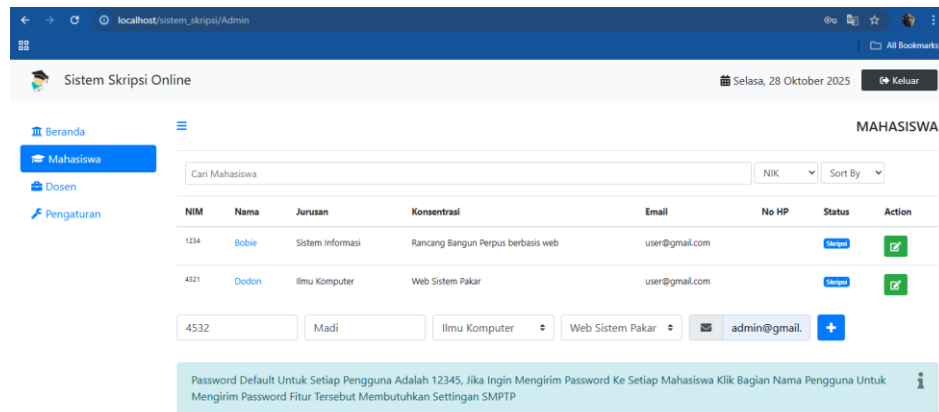 localhost/sistem_skripsi/Admin
All Bookmarks
Sistem Skripsi Online
Selasa, 28 Oktober 2025
Keluar
Beranda
Mahasiswa
Dosen
Pengaturan
MAHASISWA
Cari Mahasiswa
NIK
Sort By
NIM Nama Jurusan Konsentrasi Email No HP Status Action
1234 Bobie Sistem Informasi Rancang Bangun Perpus berbasis web user@gmail.com Skripsi
4321 Dodon Ilmu Komputer Web Sistem Pakar user@gmail.com Skripsi
4532 Madi Ilmu Komputer Web Sistem Pakar admin@gmail.
Password Default Untuk Setiap Pengguna Adalah 12345, Jika Ingin Mengirim Password Ke Setiap Mahasiswa Klik Bagian Nama Pengguna Untuk
Mengirim Password Fitur Tersebut Membutuhkan Settingan SMPTP